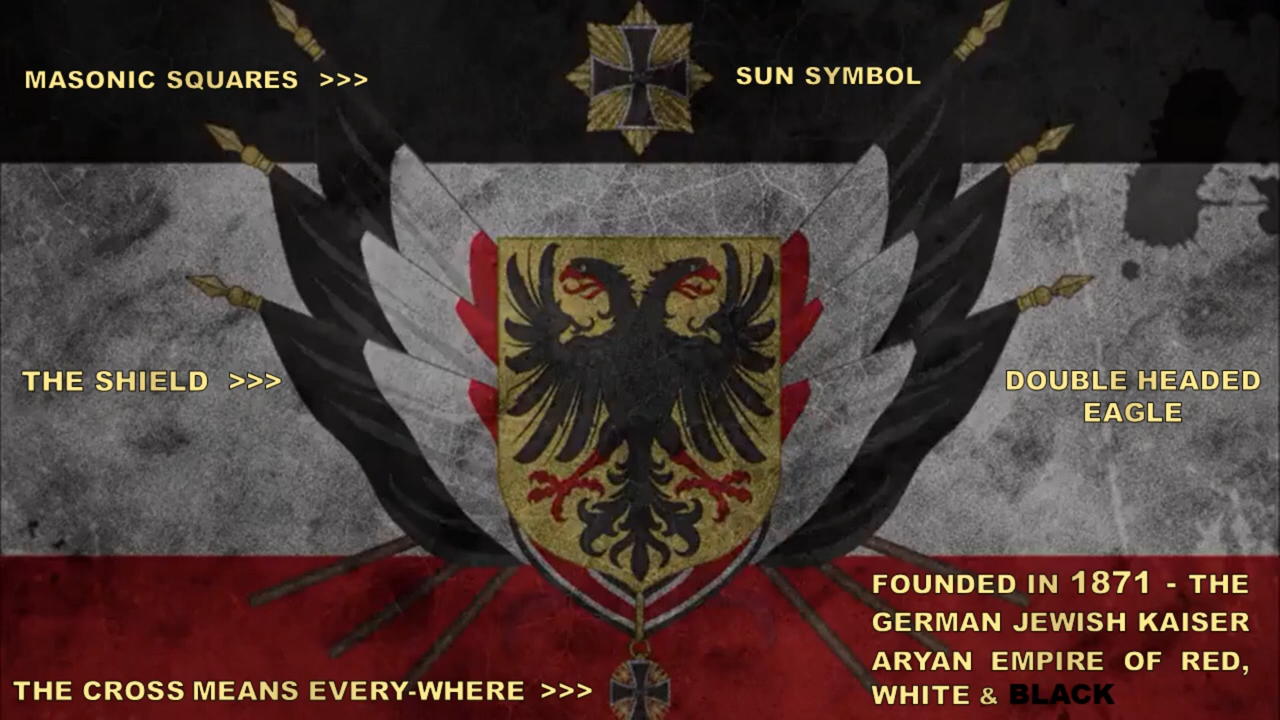 MASONIC SQUARES >>>
SUN SYMBOL
THE SHIELD >>>
DOUBLE HEADED
EAGLE
FOUNDED IN 1871 - THE
GERMAN JEWISH KAISER
ARYAN EMPIRE OF RED,
WHITE & BLACK
THE CROSS MEANS EVERY-WHERE >>>